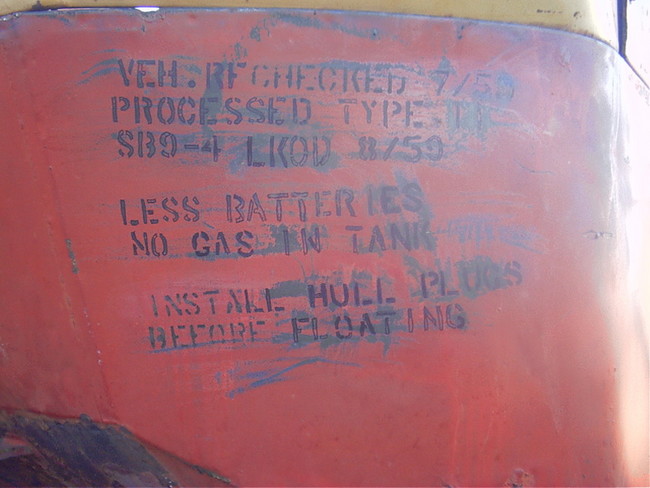 VEH. RECHECKED 7/59
PROCESSED TYPE II
SB9-4 LKOD 8/59
LESS BATTERIES
NO GAS IN TANK
INSTALL HULL PLUGS
BEFORE FLOATING